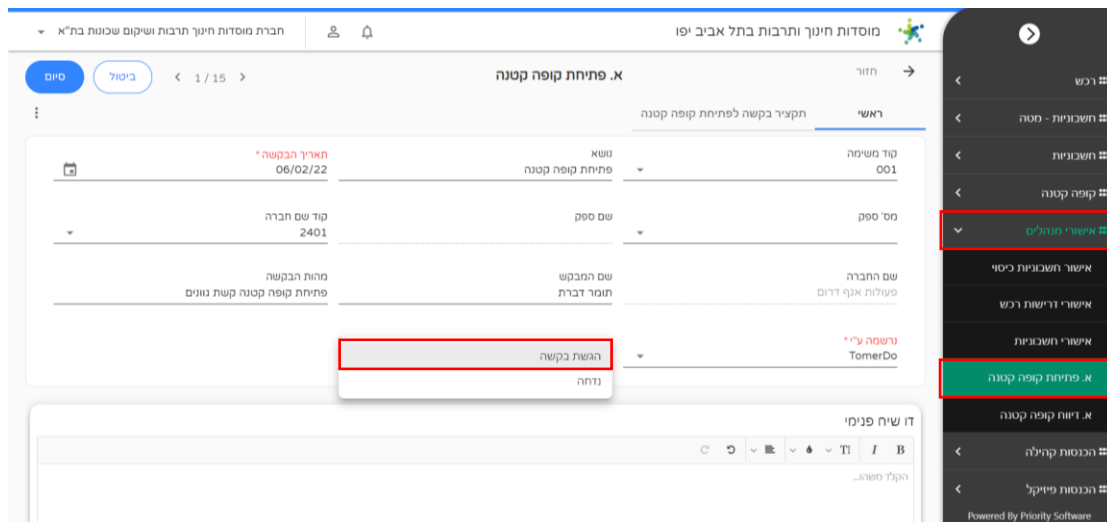 מוסדות חינוך ותרבות בתל אביב יפו
חברת מוסדות חינוך תרבות ושיקום שכונות בת"א
חזור
א. פתיחת קופה קטנה
1 / 15
ביטול
סיום
ראשי
תקציר בקשה לפתיחת קופה קטנה
קוד משימה
001
נושא
פתיחת קופה קטנה
תאריך הבקשה *
06/02/22
מס' ספק
שם ספק
קוד שם חברה
2401
שם החברה
פעולות אגף דרום
שם המבקש
תומר דברת
מהות הבקשה
פתיחת קופה קטנה קשת גוונים
נרשמה ע"י *
TomerDo
הגשת בקשה
נדחה
דו שיח פנימי
B I TI
הקלד משהו...
רכש
חשבוניות - מטה
חשבוניות
קופה קטנה
אישורי מנהלים
אישור חשבוניות כיסוי
אישורי דרישות רכש
אישורי חשבוניות
א. פתיחת קופה קטנה
א. דיווח קופה קטנה
הכנסות קהילה
הכנסות פיזיקל
Powered By Priority Software